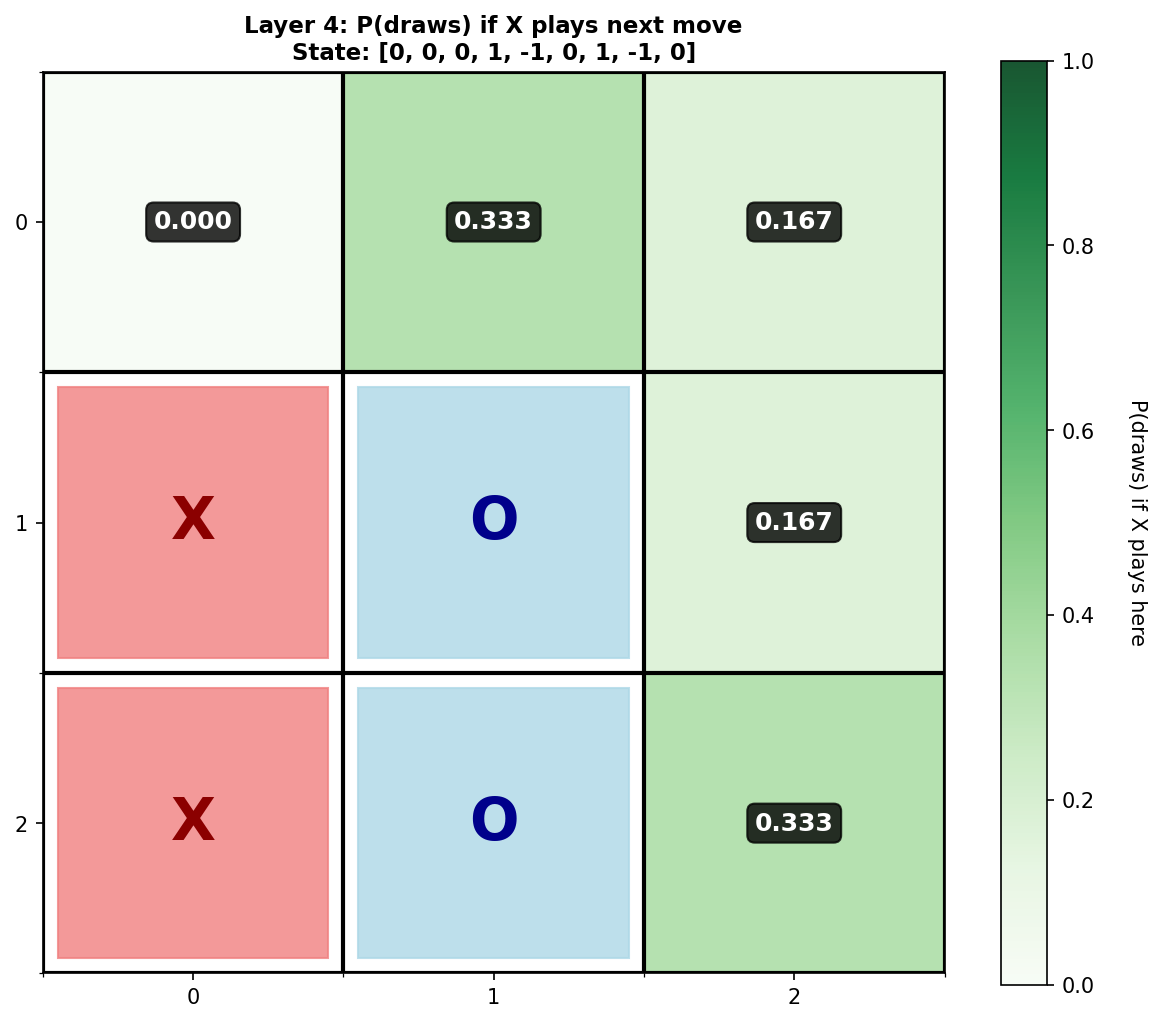 Layer 4: P(draws) if X plays next move
State: [0, 0, 0, 1, -1, 0, 1, -1, 0]
0
0.000
0.333
0.167
1
X
O
0.167
2
X
O
0.333
0
1
2
1.0
0.8
0.6
0.4
0.2
0.0
P(draws) if X plays here